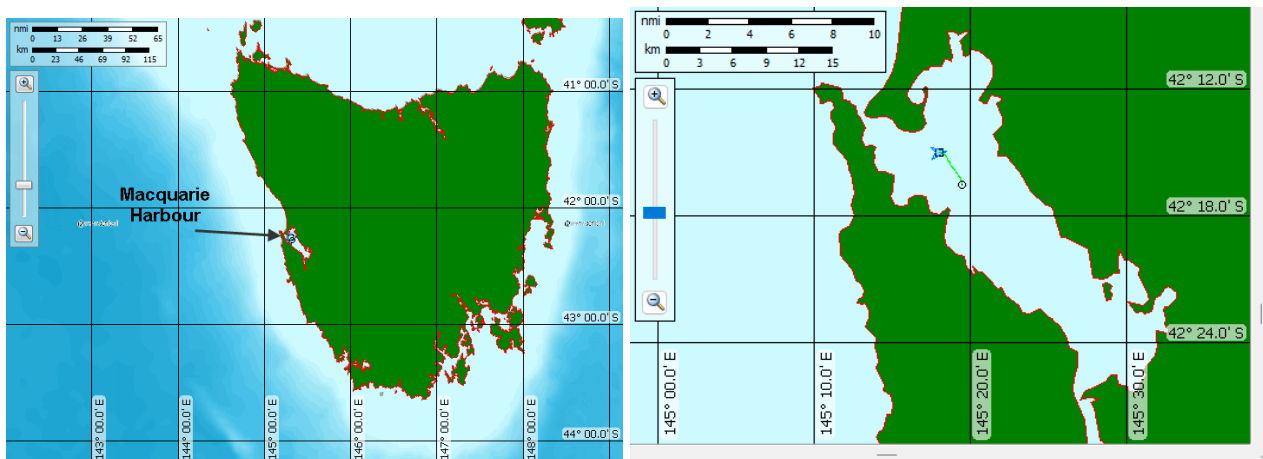 nmi
0 13 26 39 52 65
km
0 23 46 69 92 115
41° 00.0' S
Macquarie
Harbour
42° 00.0' S
43° 00.0' S
44° 00.0' S
143° 00.0' E
144° 00.0' E
145° 00.0' E
146° 00.0' E
147° 00.0' E
148° 00.0' E
nmi
0 2 4 6 8 10
km
0 3 6 9 12 15
42° 12.0' S
42° 18.0' S
42° 24.0' S
145° 00.0' E
145° 10.0' E
145° 20.0' E
145° 30.0' E